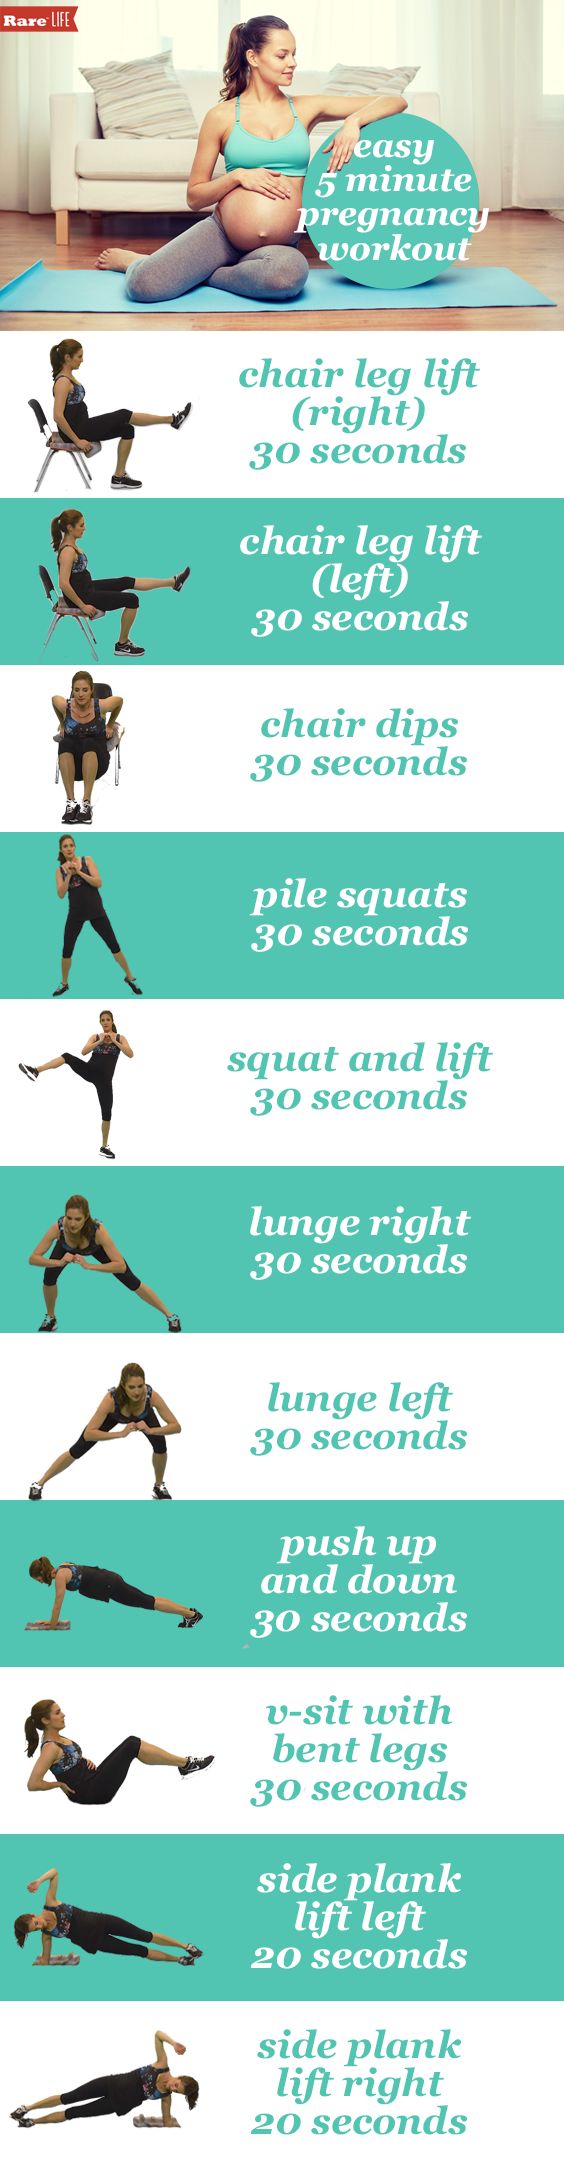 Rare LIFE
easy
5 minute
pregnancy
workout
chair leg lift
(right)
30 seconds
chair leg lift
(left)
30 seconds
chair dips
30 seconds
pile squats
30 seconds
squat and lift
30 seconds
lunge right
30 seconds
lunge left
30 seconds
push up
and down
30 seconds
v-sit with
bent legs
30 seconds
side plank
lift left
20 seconds
side plank
lift right
20 seconds